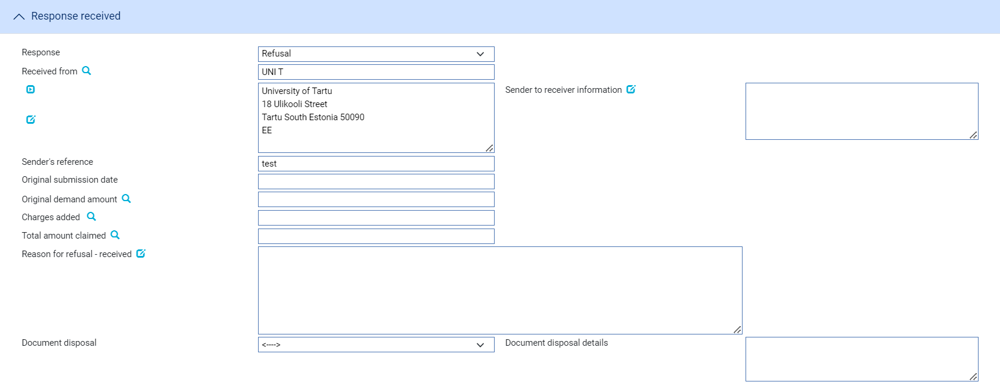 Response received
Response
Refusal
Received from
UNI T
University of Tartu
18 Ulikooli Street
Tartu South Estonia 50090
EE
Sender to receiver information
Sender's reference
test
Original submission date
Original demand amount
Charges added
Total amount claimed
Reason for refusal - received
Document disposal
<---->
Document disposal details